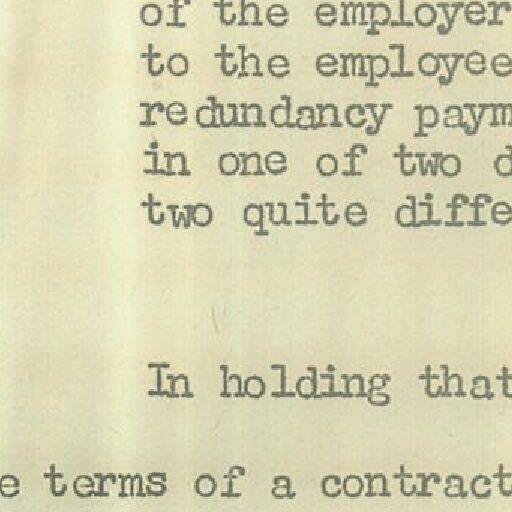 of the employer
to the employee
redundancy paym
in one of two d
two quite diffe
In holding that
e terms of a contract